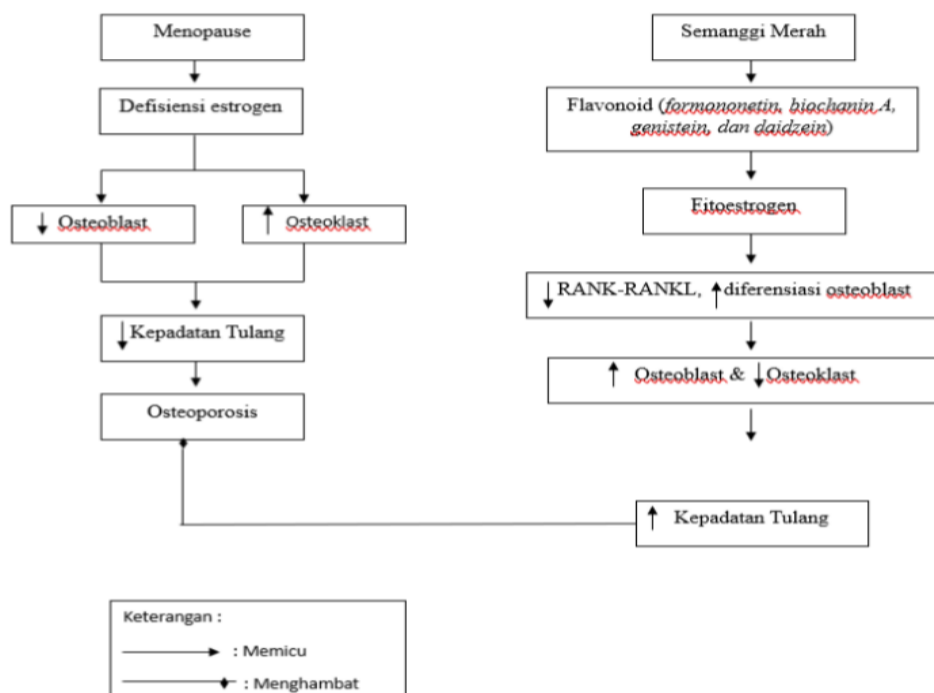 Menopause
Defisiensi estrogen
↓ Osteoblast
↑ Osteoklast
↓ Kepadatan Tulang
Osteoporosis
Semanggi Merah
Flavonoid (formononetin, biochanin A,
genistein, dan daidzein)
Fitoestrogen
↓ RANK-RANKL, ↑ diferensiasi osteoblast
↑ Osteoblast & ↓ Osteoklast
↑ Kepadatan Tulang
Keterangan :
: Memicu
: Menghambat